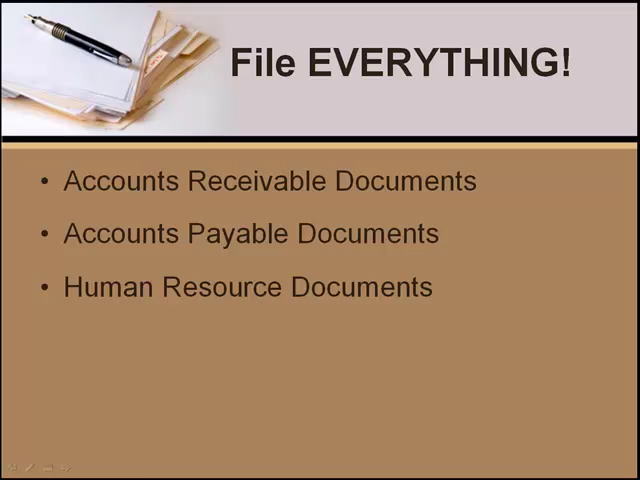 File EVERYTHING!
• Accounts Receivable Documents
• Accounts Payable Documents
• Human Resource Documents